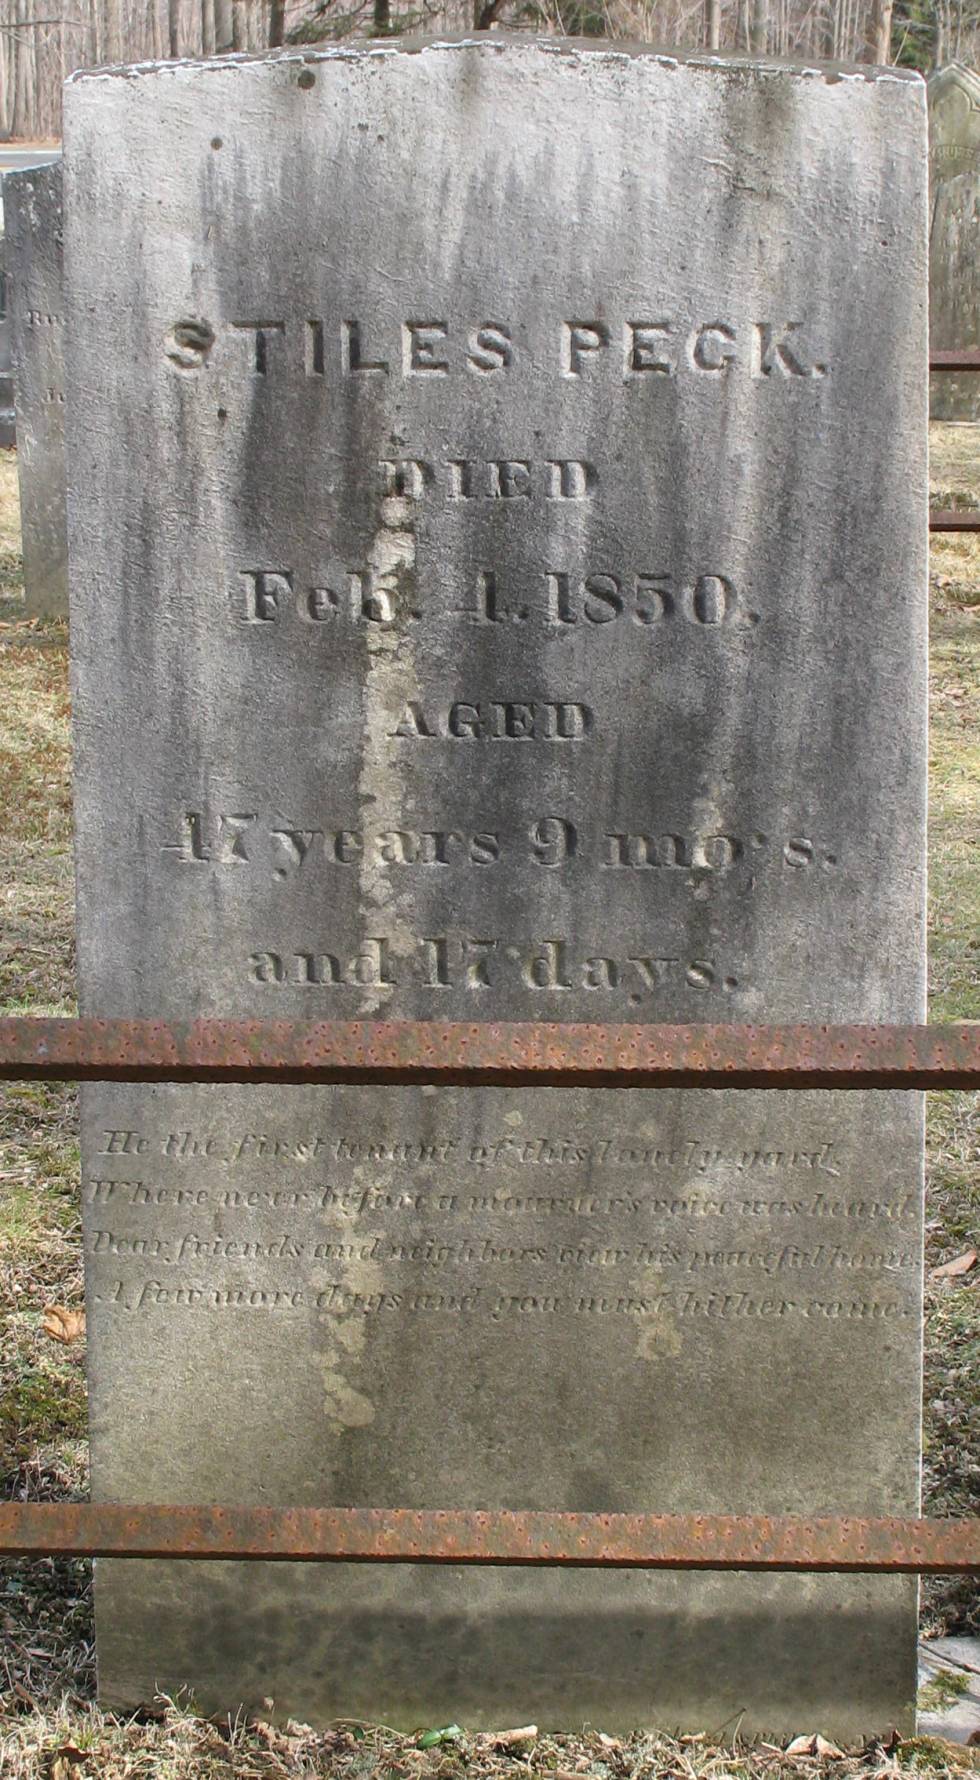 STILES PECK.
DIED
Feb. 4. 1850.
AGED
47 years 9 mo's.
and 17 days.
He the first tenant of this lonely yard,
Where never before a mourner's voice was heard.
Dear friends and neighbors view his peaceful home.
A few more days and you must hither come.